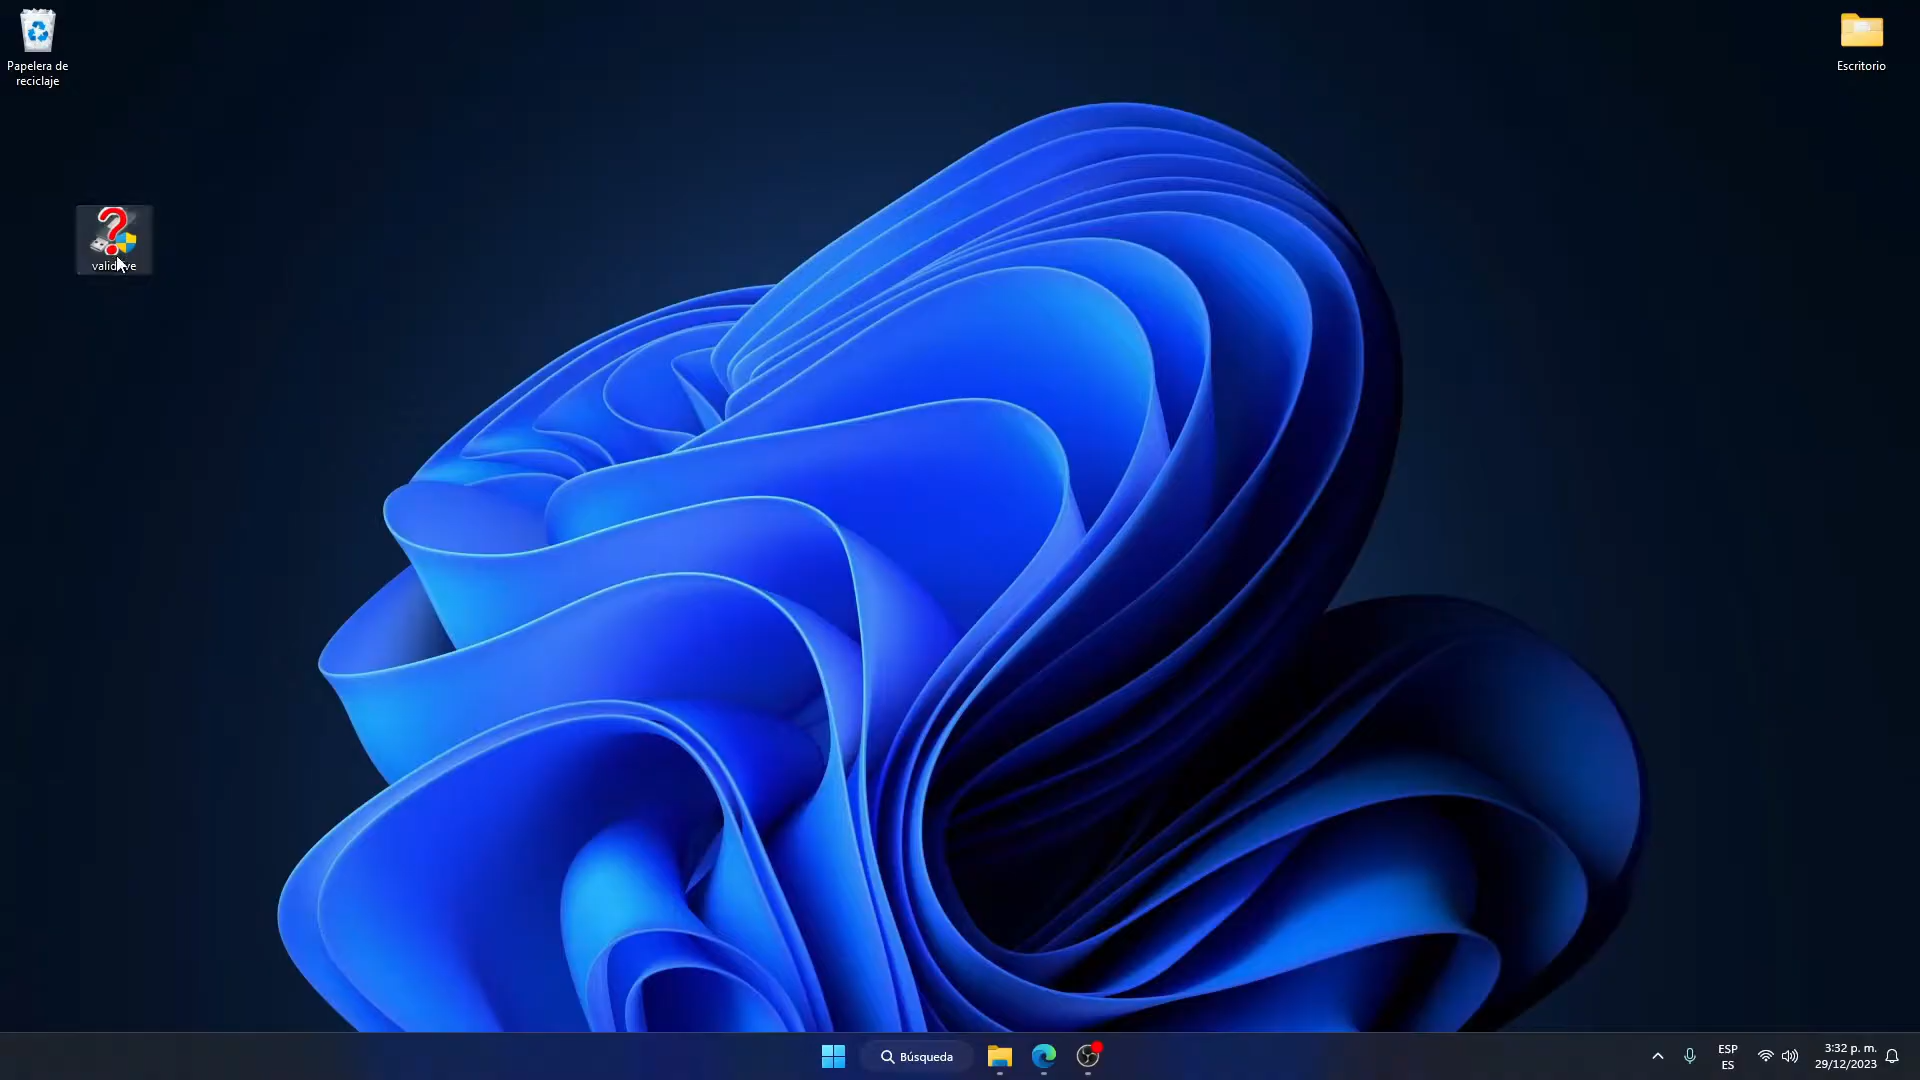 Papelera de
reciclaje
Escritorio
Búsqueda
ESP
ES
3:32 p. m.
29/12/2023